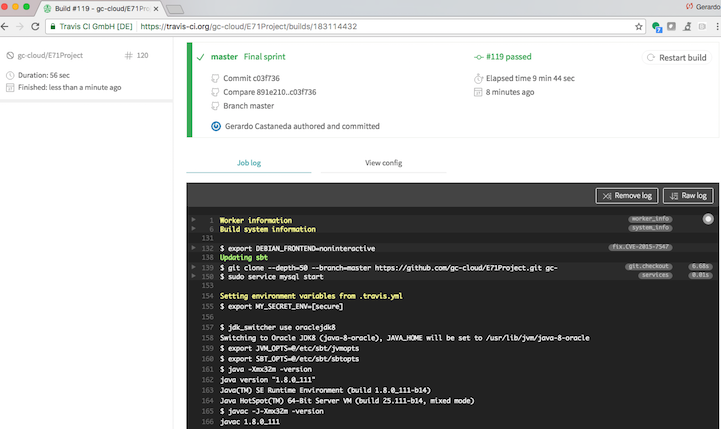 Build #119 - gc-cloud/E71Pro
Gerardo
Travis CI GmbH [DE]
https://travis-ci.org/gc-cloud/E71Project/builds/183114432
gc-cloud/E71Project
# 120
Duration: 56 sec
Finished: less than a minute ago
master Final sprint
#119 passed
Restart build
Commit c03f736
Elapsed time 9 min 44 sec
Compare 891e210..c03f736
8 minutes ago
Branch master
Gerardo Castaneda authored and committed
Job log
View config
Remove log
Raw log
1 Worker information
worker_info
6 Build system information
system_info
131
132 $ export DEBIAN_FRONTEND=noninteractive
fix.CVE-2015-7547
138 Updating sbt
139 $ git clone --depth=50 --branch=master https://github.com/gc-cloud/E71Project.git gc-
git.checkout
6.68s
150 $ sudo service mysql start
services
0.01s
153
154 Setting environment variables from .travis.yml
155 $ export MY_SECRET_ENV=[secure]
156
157 $ jdk_switcher use oraclejdk8
158 Switching to Oracle JDK8 (java-8-oracle), JAVA_HOME will be set to /usr/lib/jvm/java-8-oracle
159 $ export JVM_OPTS=@/etc/sbt/jvmopts
160 $ export SBT_OPTS=@/etc/sbt/sbtopts
161 $ java -Xmx32m -version
162 java version "1.8.0_111"
163 Java(TM) SE Runtime Environment (build 1.8.0_111-b14)
164 Java HotSpot(TM) 64-Bit Server VM (build 25.111-b14, mixed mode)
165 $ javac -J-Xmx32m -version
166 javac 1.8.0_111